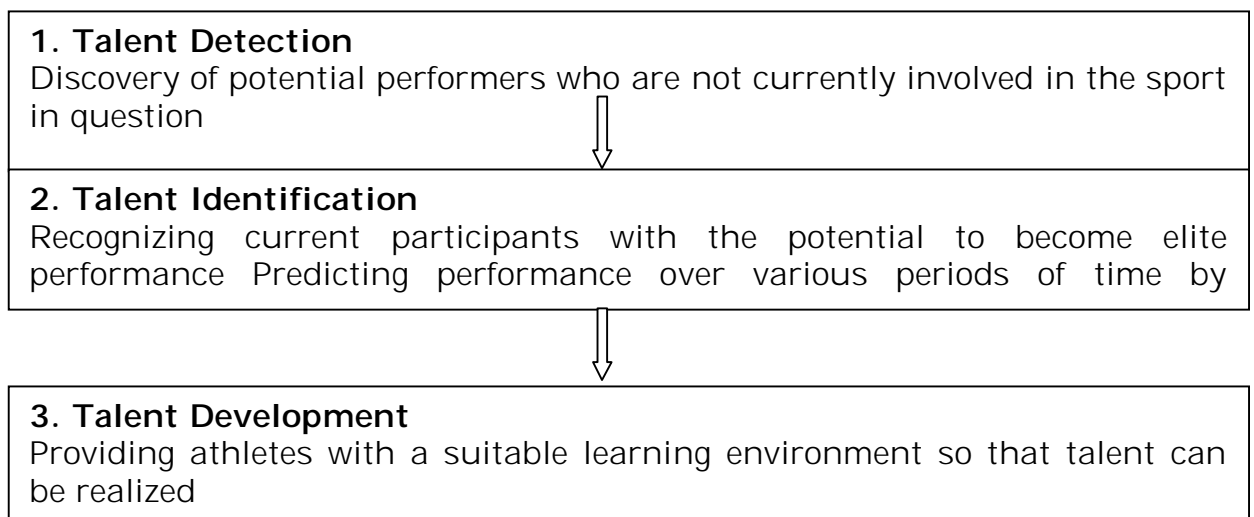 1. Talent Detection
Discovery of potential performers who are not currently involved in the sport
in question
2. Talent Identification
Recognizing current participants with the potential to become elite
performance Predicting performance over various periods of time by
3. Talent Development
Providing athletes with a suitable learning environment so that talent can
be realized